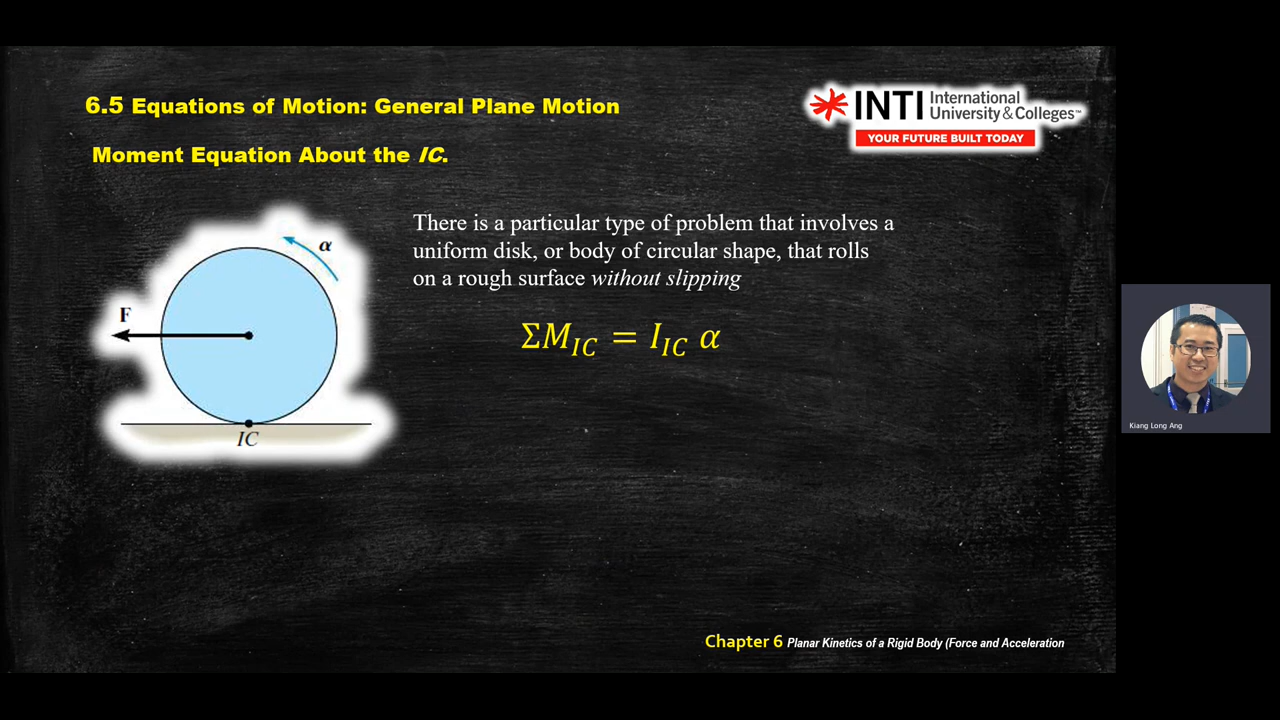 6.5 Equations of Motion: General Plane Motion
INTI International
University & Colleges™
YOUR FUTURE BUILT TODAY
Moment Equation About the IC.
There is a particular type of problem that involves a
uniform disk, or body of circular shape, that rolls
on a rough surface without slipping
α
F
IC
ΣM_IC = I_IC α
Kiang Long Ang
Chapter 6 Planar Kinetics of a Rigid Body (Force and Acceleration